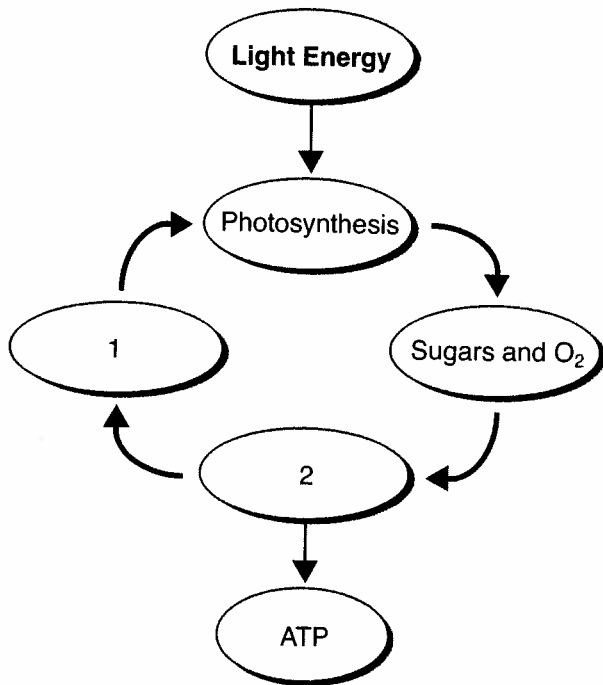 Light Energy
Photosynthesis
1
Sugars and O₂
2
ATP